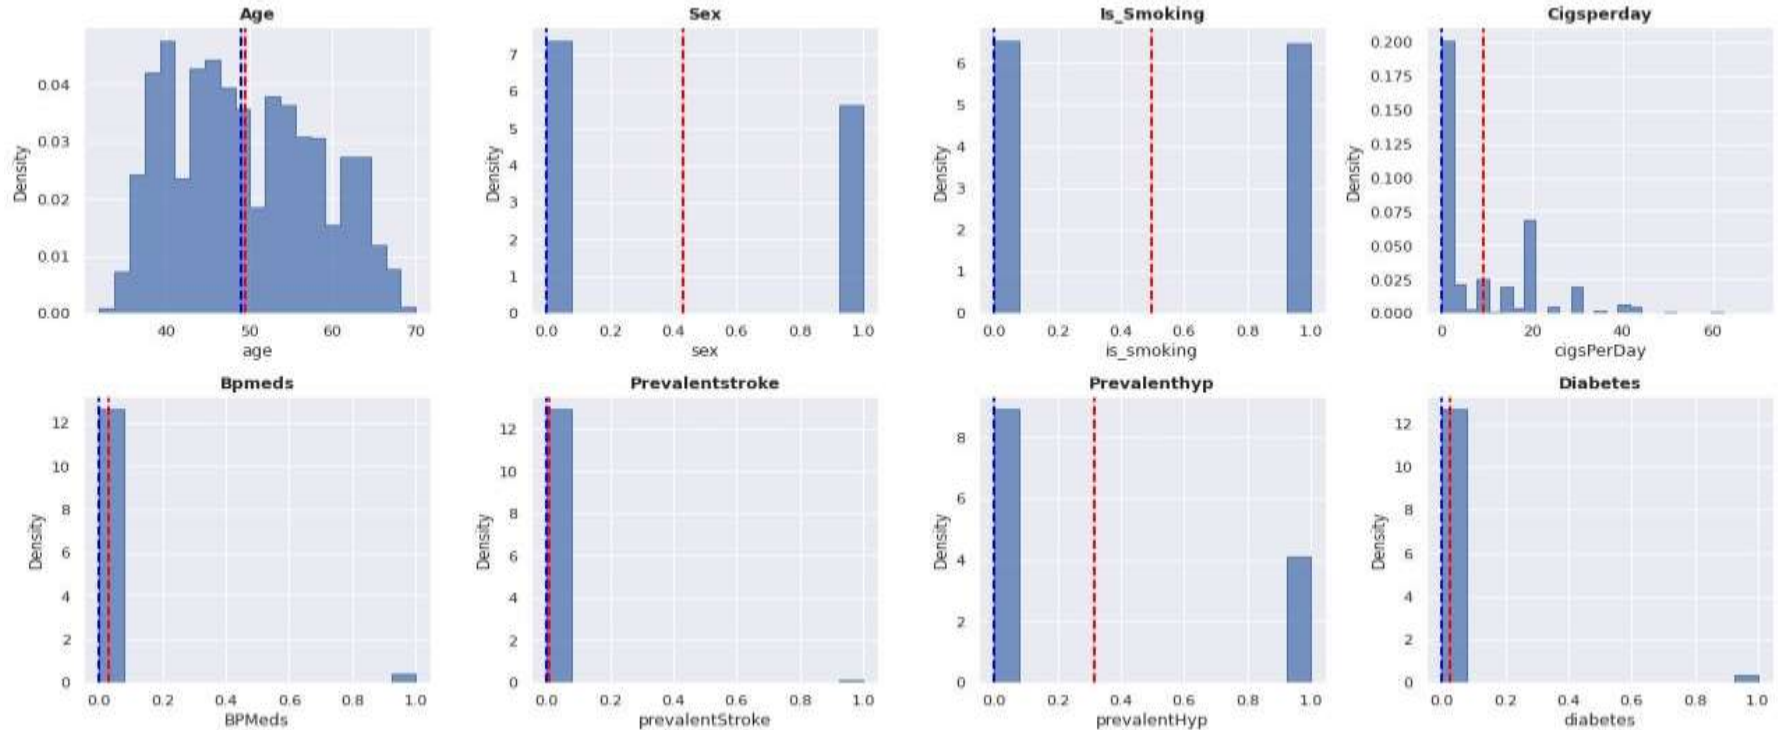 Age
Density
0.04
0.03
0.02
0.01
0.00
40 50 60 70
age
Sex
Density
7
6
5
4
3
2
1
0
0.0 0.2 0.4 0.6 0.8 1.0
sex
Is_Smoking
Density
6
5
4
3
2
1
0
0.0 0.2 0.4 0.6 0.8 1.0
is_smoking
Cigsperday
Density
0.200
0.175
0.150
0.125
0.100
0.075
0.050
0.025
0.000
0 20 40 60
cigsPerDay
Bpmeds
Density
12
10
8
6
4
2
0
0.0 0.2 0.4 0.6 0.8 1.0
BPMeds
Prevalentstroke
Density
12
10
8
6
4
2
0
0.0 0.2 0.4 0.6 0.8 1.0
prevalentStroke
Prevalenthyp
Density
8
6
4
2
0
0.0 0.2 0.4 0.6 0.8 1.0
prevalentHyp
Diabetes
Density
12
10
8
6
4
2
0
0.0 0.2 0.4 0.6 0.8 1.0
diabetes